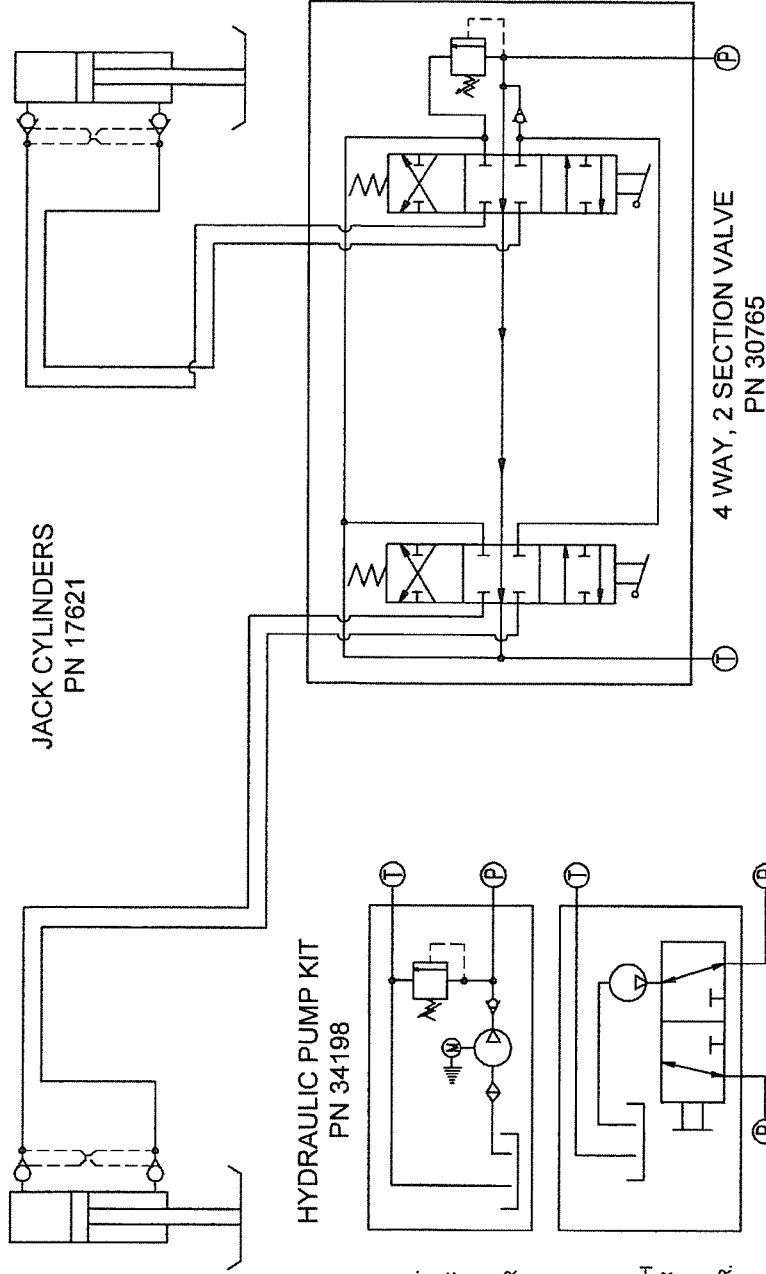 JACK CYLINDERS
PN 17621
4 WAY, 2 SECTION VALVE
PN 30765
P
T
HYDRAULIC PUMP KIT
PN 34198
T
P
M
T
P
P